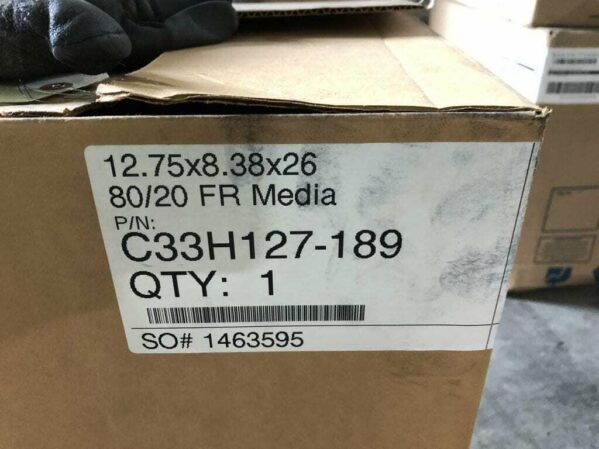 12.75x8.38x26
80/20 FR Media
P/N:
C33H127-189
QTY: 1
SO# 1463595